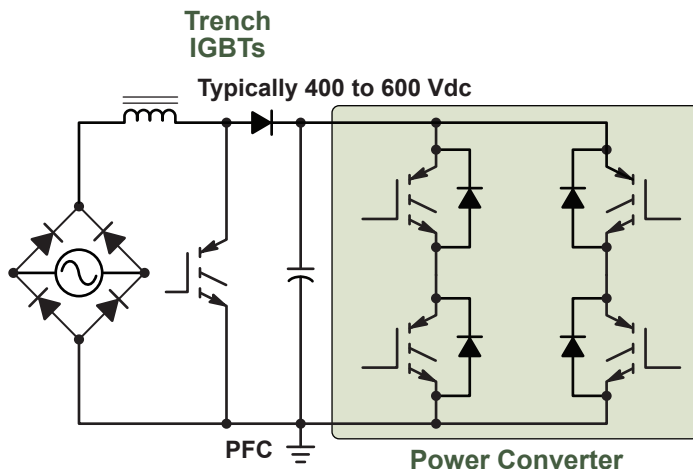 Trench
IGBTs
Typically 400 to 600 Vdc
PFC
Power Converter